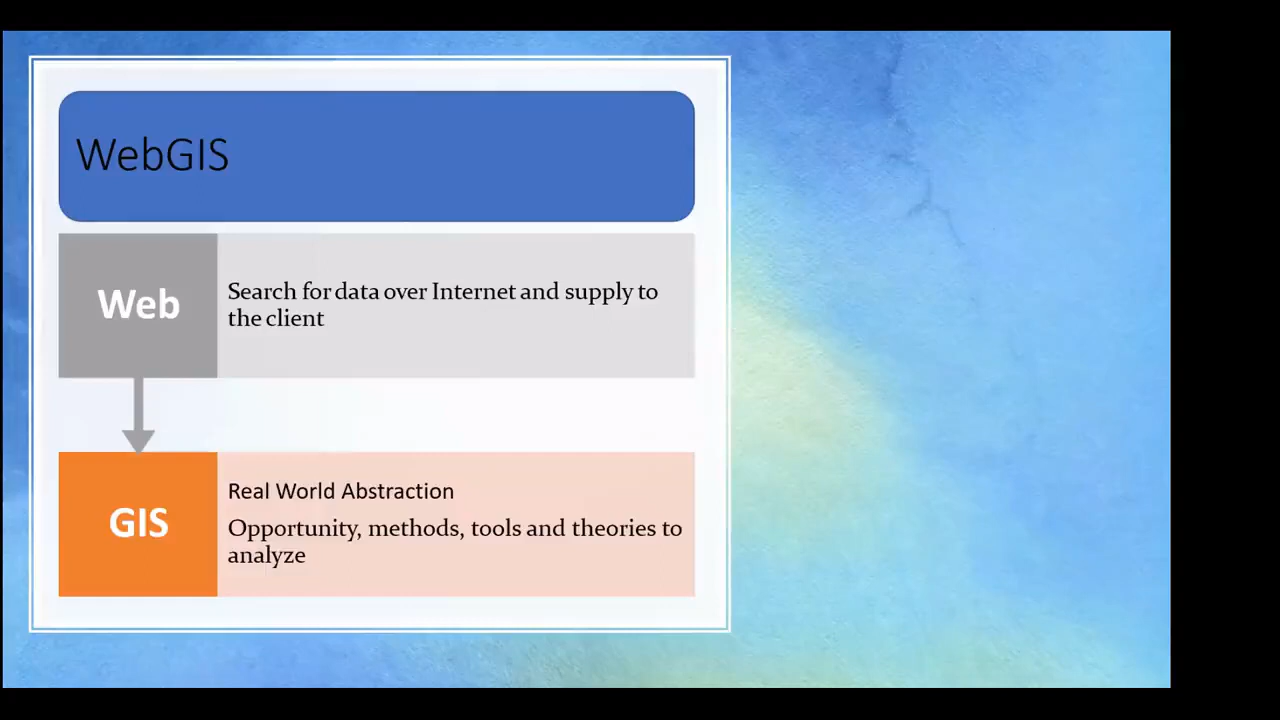 WebGIS
Web
Search for data over Internet and supply to
the client
GIS
Real World Abstraction
Opportunity, methods, tools and theories to
analyze